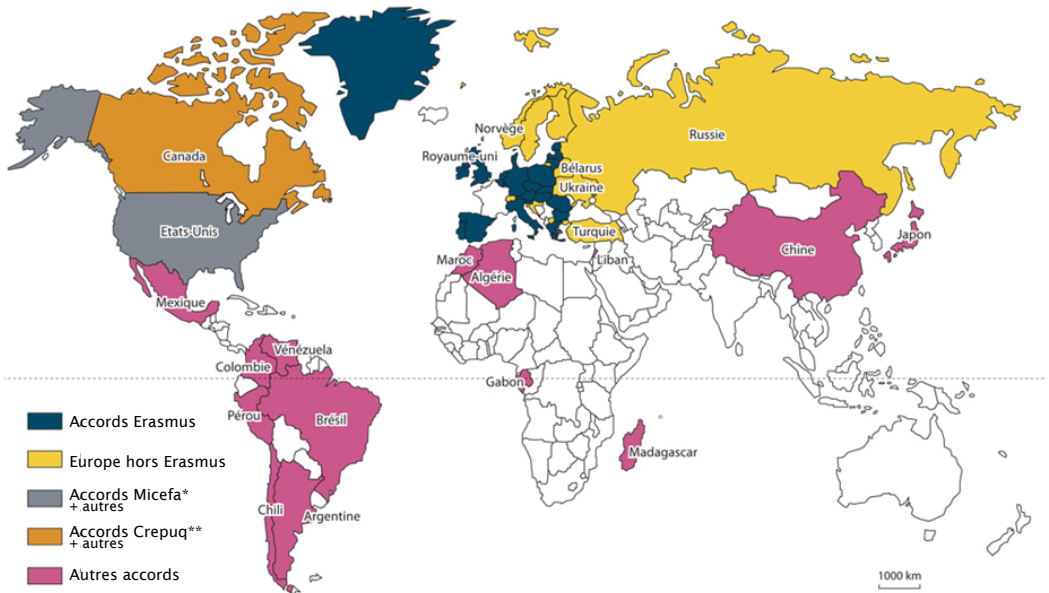 Norvège
Russie
Canada
Royaume-uni
Bélarus
Ukraine
Etats-Unis
Turquie
Japon
Chine
Maroc
Liban
Algérie
Mexique
Vénézuela
Colombie
Gabon
Pérou
Brésil
Madagascar
Chili
Argentine
Accords Erasmus
Europe hors Erasmus
Accords Micefa*
+.autres
Accords Crepuq**
+.autres
Autres accords
1000 km